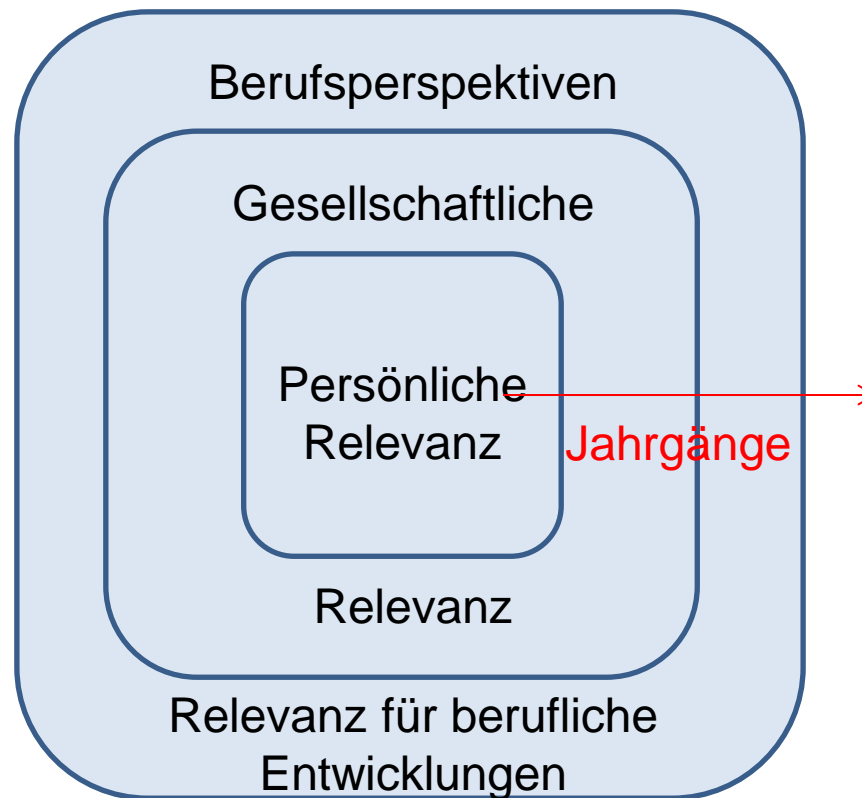 Berufsperspektiven
Gesellschaftliche
Persönliche
Relevanz
Jahrgänge
Relevanz
Relevanz für berufliche
Entwicklungen